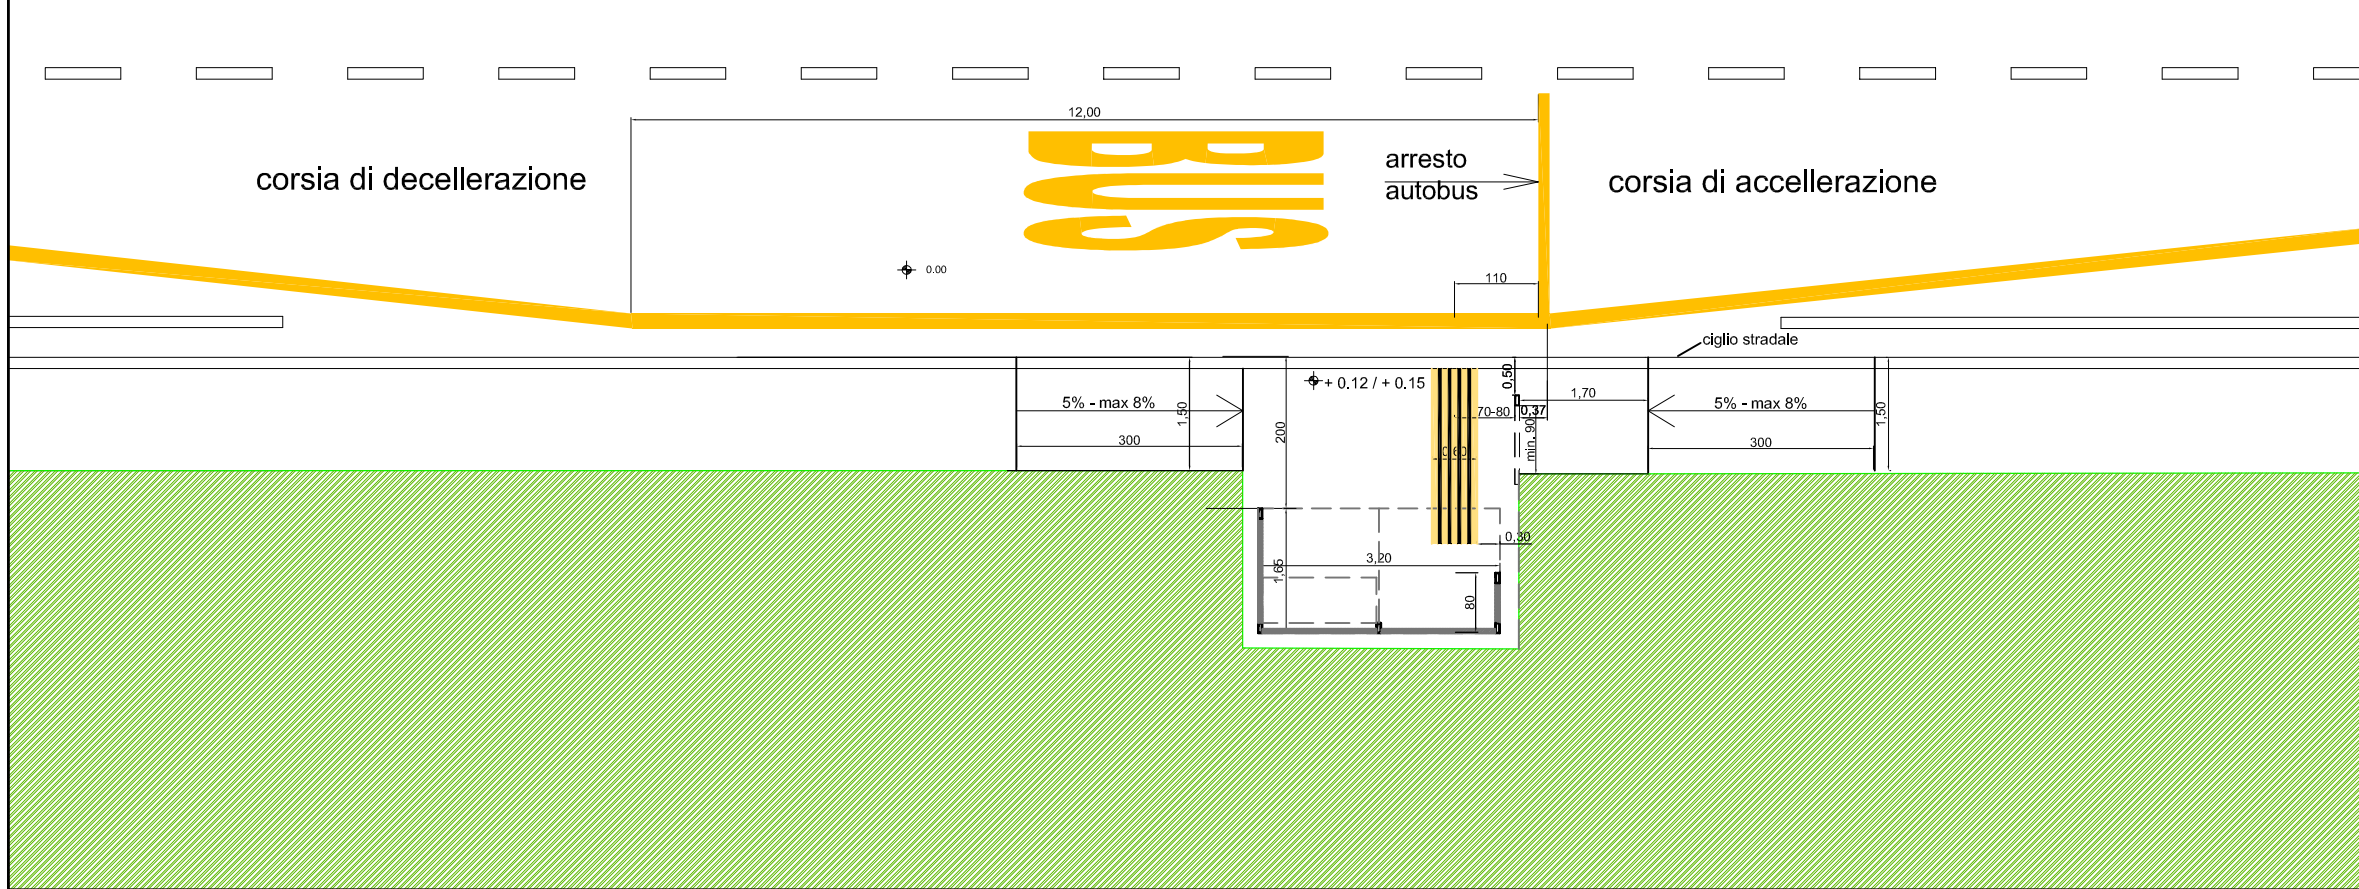 12,00
BUS
corsia di decellerazione
arresto
autobus
corsia di accellerazione
0.00
110
ciglio stradale
+ 0.12 / + 0.15
0,50
5% - max 8%
1,50
70-80
0,37
1,70
5% - max 8%
1,50
300
200
0,60
min. 90
300
0,30
3,20
1,65
80